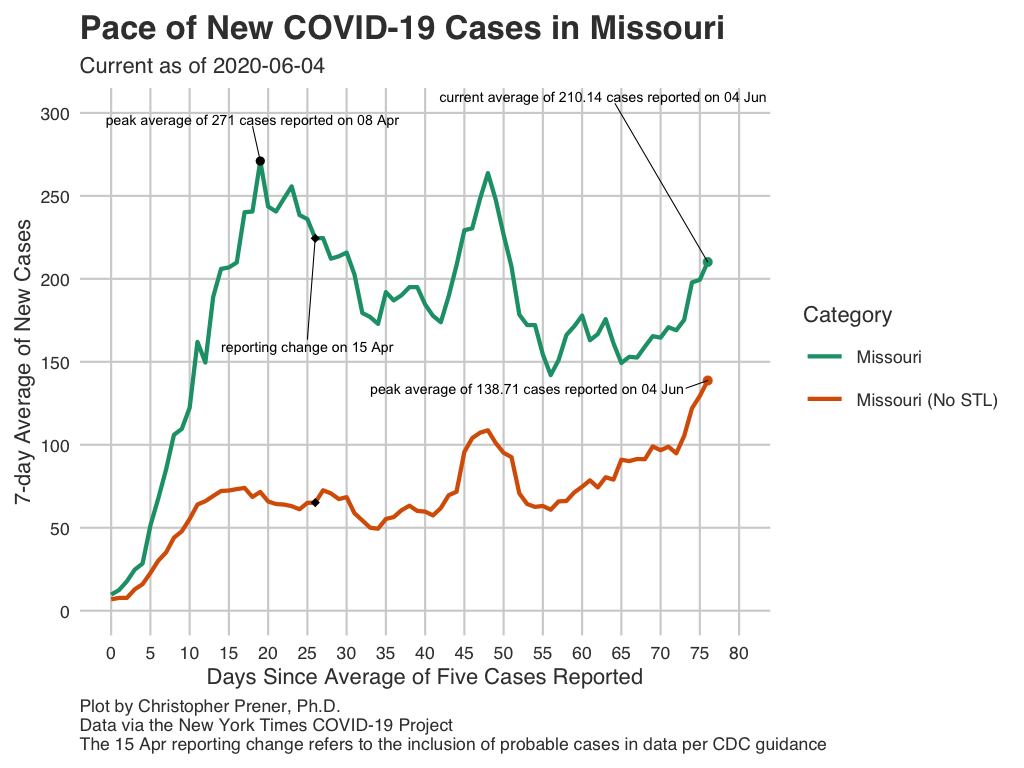 Pace of New COVID-19 Cases in Missouri
Current as of 2020-06-04
current average of 210.14 cases reported on 04 Jun
peak average of 271 cases reported on 08 Apr
reporting change on 15 Apr
peak average of 138.71 cases reported on 04 Jun
7-day Average of New Cases
300
250
200
150
100
50
0
0 5 10 15 20 25 30 35 40 45 50 55 60 65 70 75 80
Days Since Average of Five Cases Reported
Category
Missouri
Missouri (No STL)
Plot by Christopher Prener, Ph.D.
Data via the New York Times COVID-19 Project
The 15 Apr reporting change refers to the inclusion of probable cases in data per CDC guidance